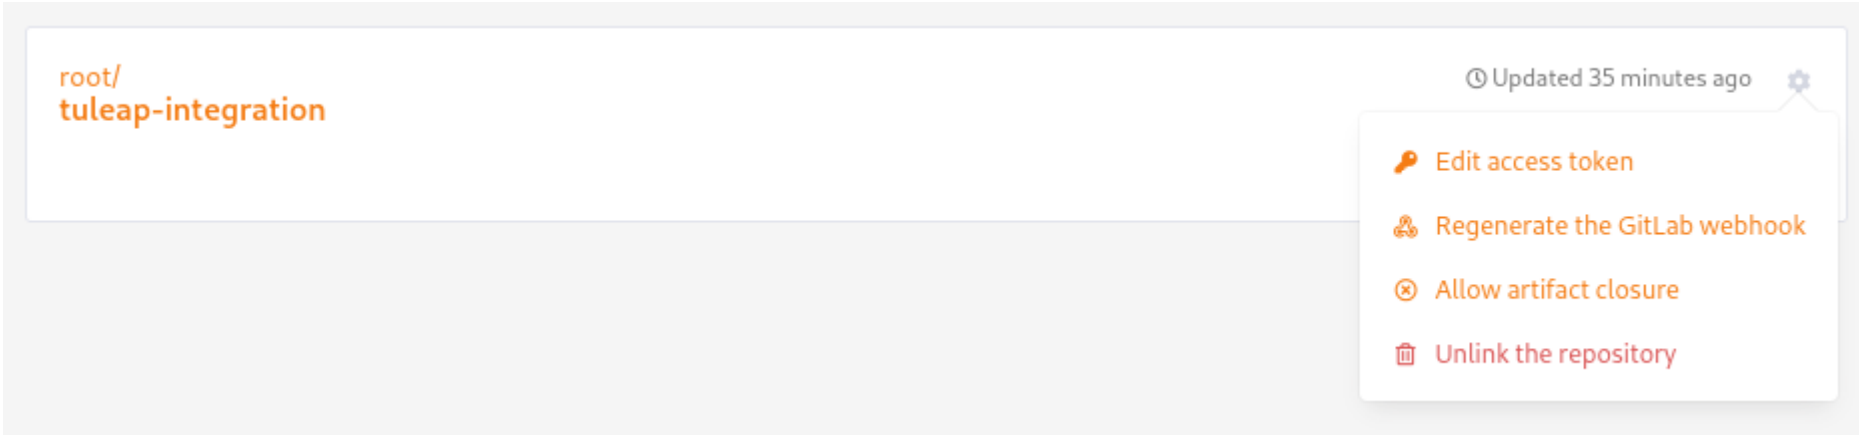 root/
tuleap-integration
Updated 35 minutes ago
Edit access token
Regenerate the GitLab webhook
Allow artifact closure
Unlink the repository